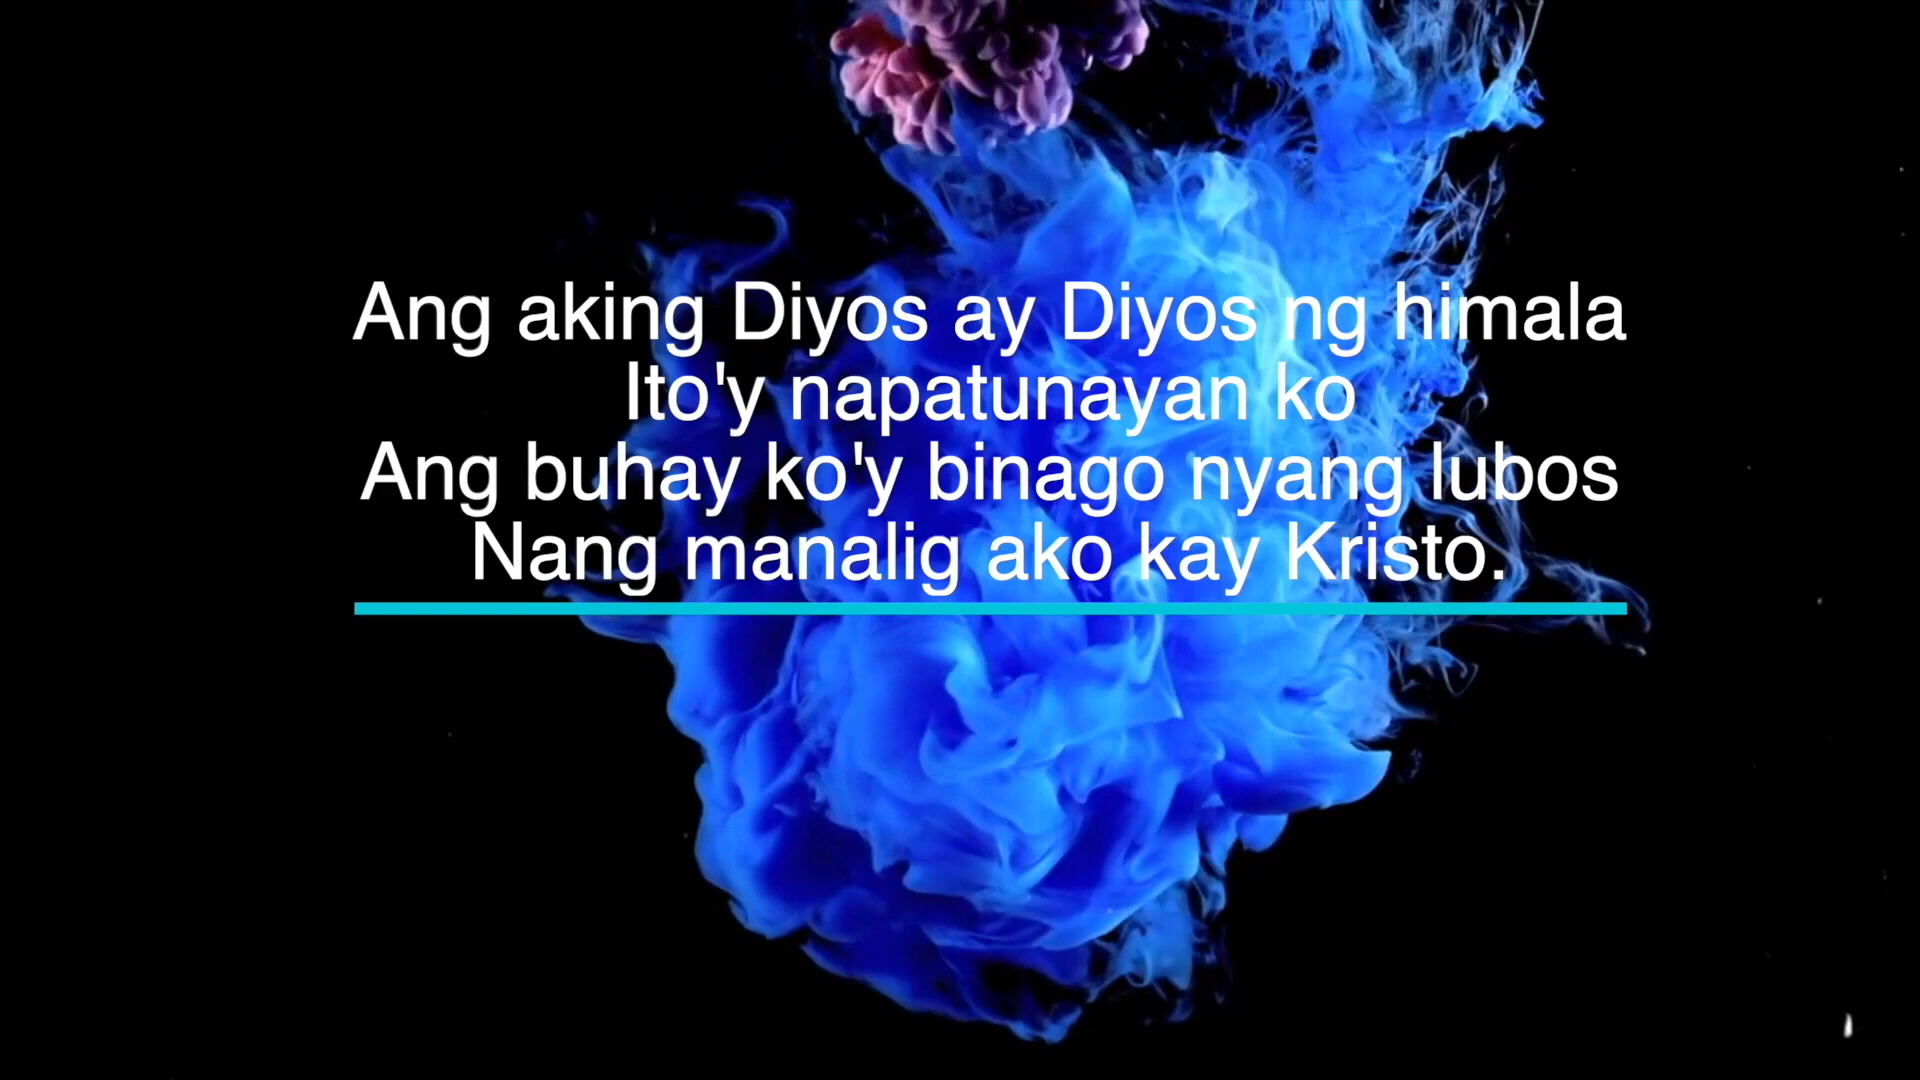 Ang aking Diyos ay Diyos ng himala
Ito'y napatunayan ko
Ang buhay ko'y binago nyang lubos
Nang manalig ako kay Kristo.